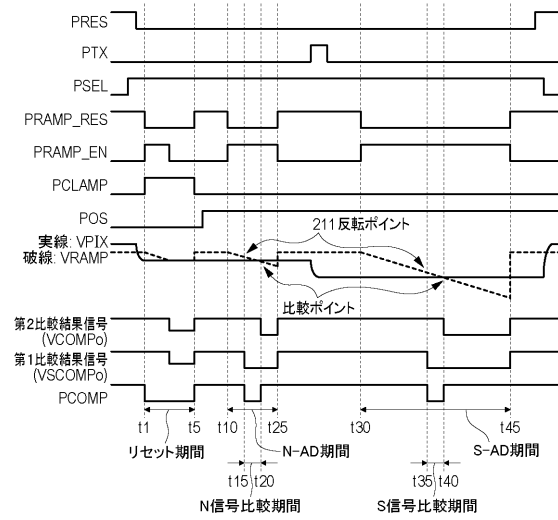 PRES
PTX
PSEL
PRAMP_RES
PRAMP_EN
PCLAMP
POS
211反転ポイント
実線: VPIX
破線: VRAMP
比較ポイント
第2比較結果信号
(VCOMPo)
第1比較結果信号
(VSCOMPo)
PCOMP
t1 t5 t10 t25 t30 t45
リセット期間 N-AD期間 S-AD期間
t15 t20 t35 t40
N信号比較期間 S信号比較期間